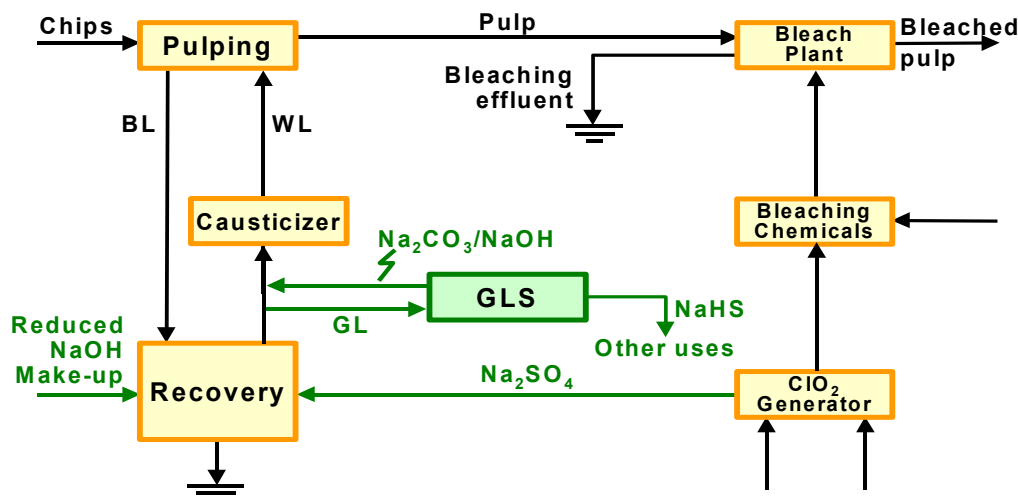 Chips
Pulping
Pulp
Bleach
Plant
Bleached
pulp
Bleaching
effluent
BL
WL
Causticizer
Bleaching
Chemicals
Na₂CO₃/NaOH
GLS
GL
NaHS
Other uses
Reduced
NaOH
Make-up
Recovery
Na₂SO₄
ClO₂
Generator